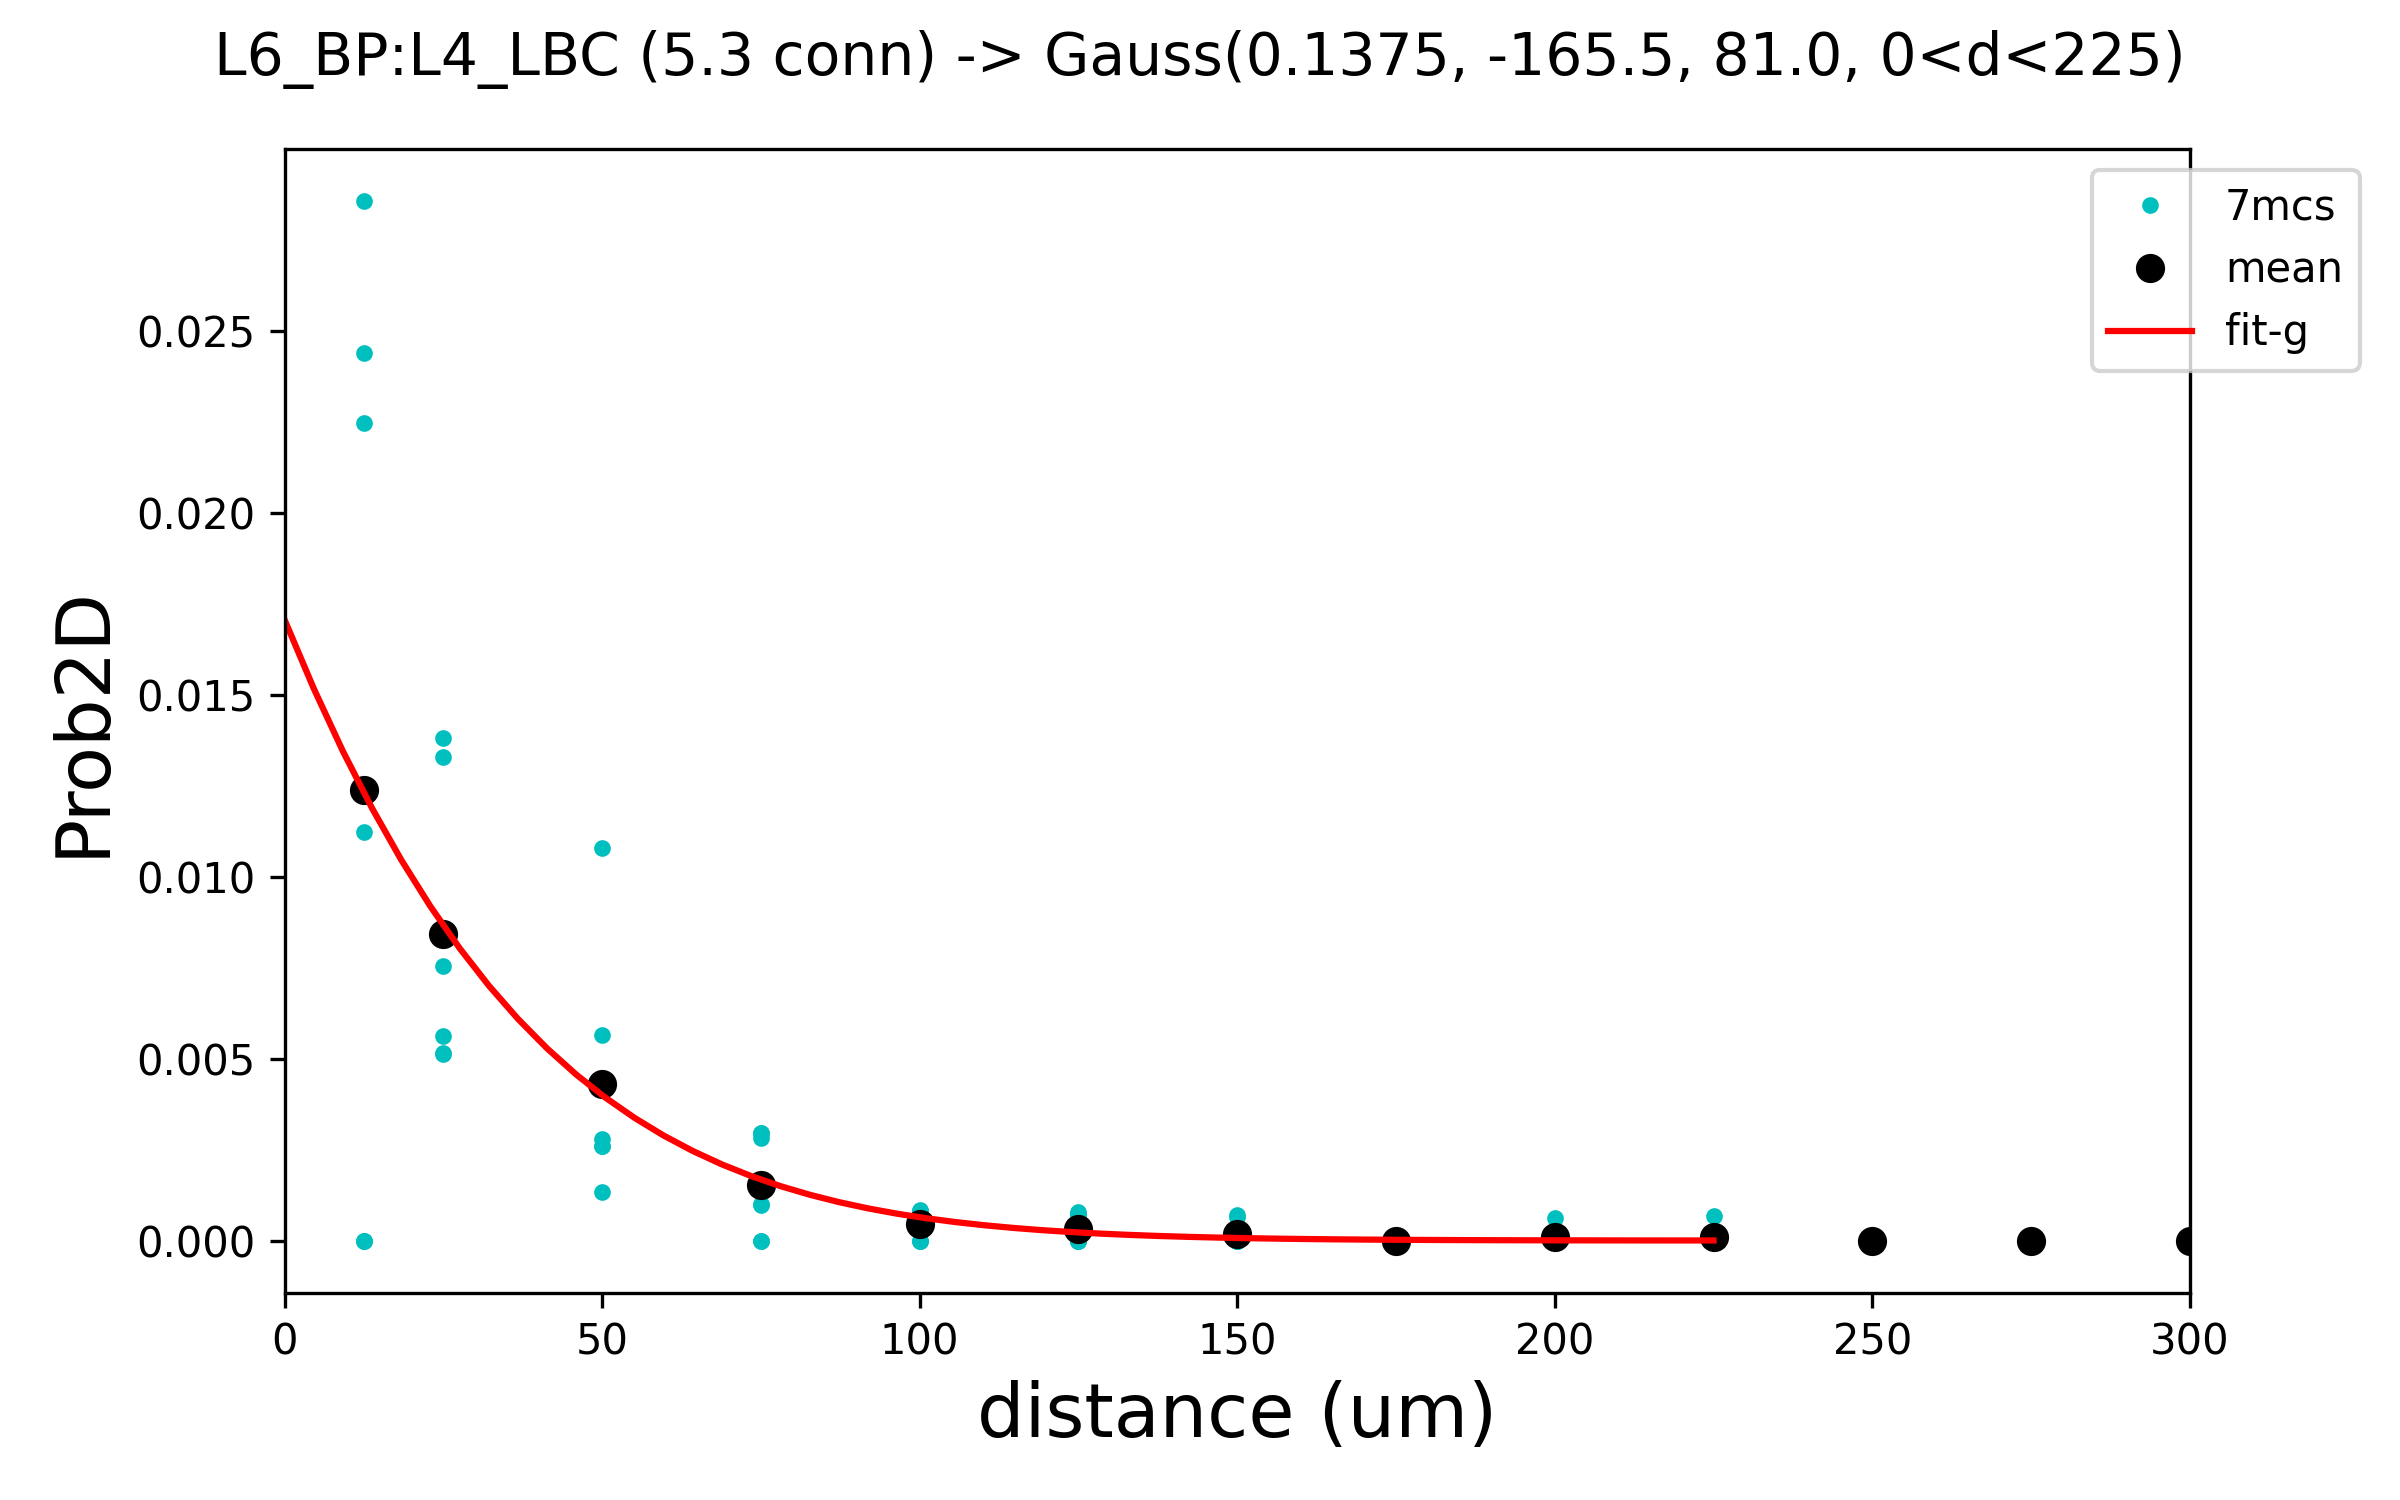 L6_BP:L4_LBC (5.3 conn) -> Gauss(0.1375, -165.5, 81.0, 0<d<225)
7mcs
mean
fit-g
Prob2D
0.025
0.020
0.015
0.010
0.005
0.000
0 50 100 150 200 250 300
distance (um)